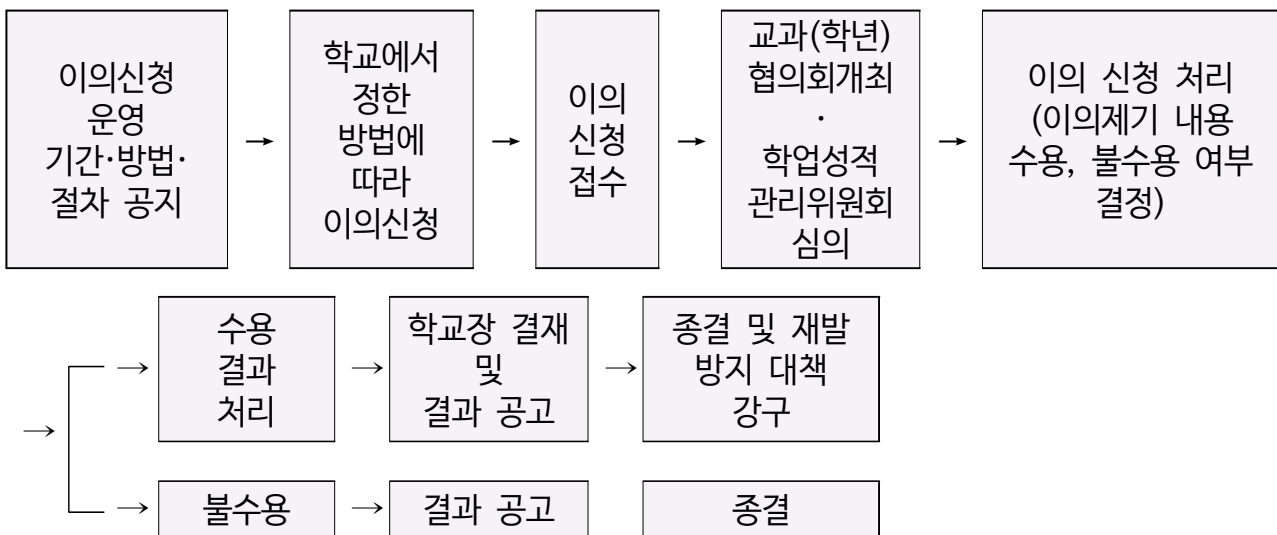 이의신청
운영
기간·방법·
절차 공지
→
학교에서
정한
방법에
따라
이의신청
→
이의
신청
접수
→
교과(학년)
협의회개최
·
학업성적
관리위원회
심의
→
이의 신청 처리
(이의제기 내용
수용, 불수용 여부
결정)
→
→
수용
결과
처리
→
학교장 결재
및
결과 공고
→
종결 및 재발
방지 대책
강구
→
불수용
→
결과 공고
종결